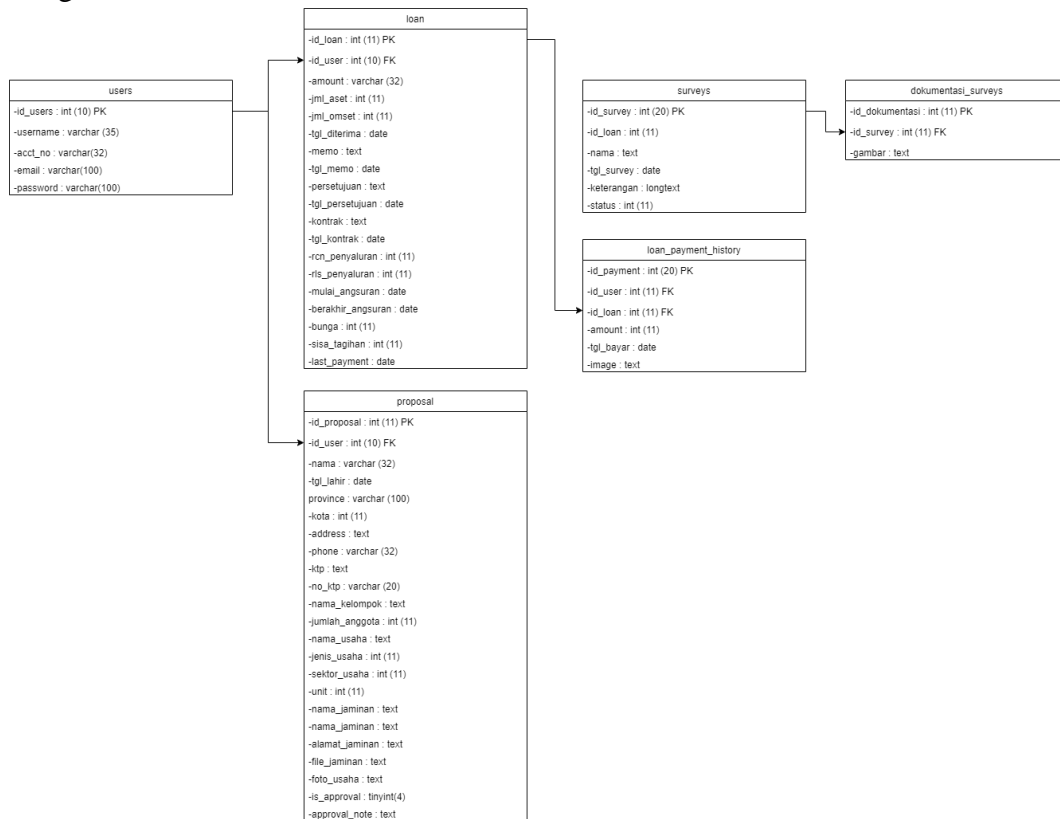 loan
-id_loan : int (11) PK
-id_user : int (10) FK
-amount : varchar (32)
-jml_aset : int (11)
-jml_omset : int (11)
-tgl_diterima : date
-memo : text
-tgl_memo : date
-persetujuan : text
-tgl_persetujuan : date
-kontrak : text
-tgl_kontrak : date
-rcn_penyaluran : int (11)
-rls_penyaluran : int (11)
-mulai_angsuran : date
-berakhir_angsuran : date
-bunga : int (11)
-sisa_tagihan : int (11)
-last_payment : date
users
-id_users : int (10) PK
-username : varchar (35)
-acct_no : varchar(32)
-email : varchar(100)
-password : varchar(100)
surveys
-id_survey : int (20) PK
-id_loan : int (11)
-nama : text
-tgl_survey : date
-keterangan : longtext
-status : int (11)
dokumentasi_surveys
-id_dokumentasi : int (11) PK
-id_survey : int (11) FK
-gambar : text
loan_payment_history
-id_payment : int (20) PK
-id_user : int (11) FK
-id_loan : int (11) FK
-amount : int (11)
-tgl_bayar : date
-image : text
proposal
-id_proposal : int (11) PK
-id_user : int (10) FK
-nama : varchar (32)
-tgl_lahir : date
province : varchar (100)
-kota : int (11)
-address : text
-phone : varchar (32)
-ktp : text
-no_ktp : varchar (20)
-nama_kelompok : text
-jumlah_anggota : int (11)
-nama_usaha : text
-jenis_usaha : int (11)
-sektor_usaha : int (11)
-unit : int (11)
-nama_jaminan : text
-nama_jaminan : text
-alamat_jaminan : text
-file_jaminan : text
-foto_usaha : text
-is_approval : tinyint(4)
-approval_note : text